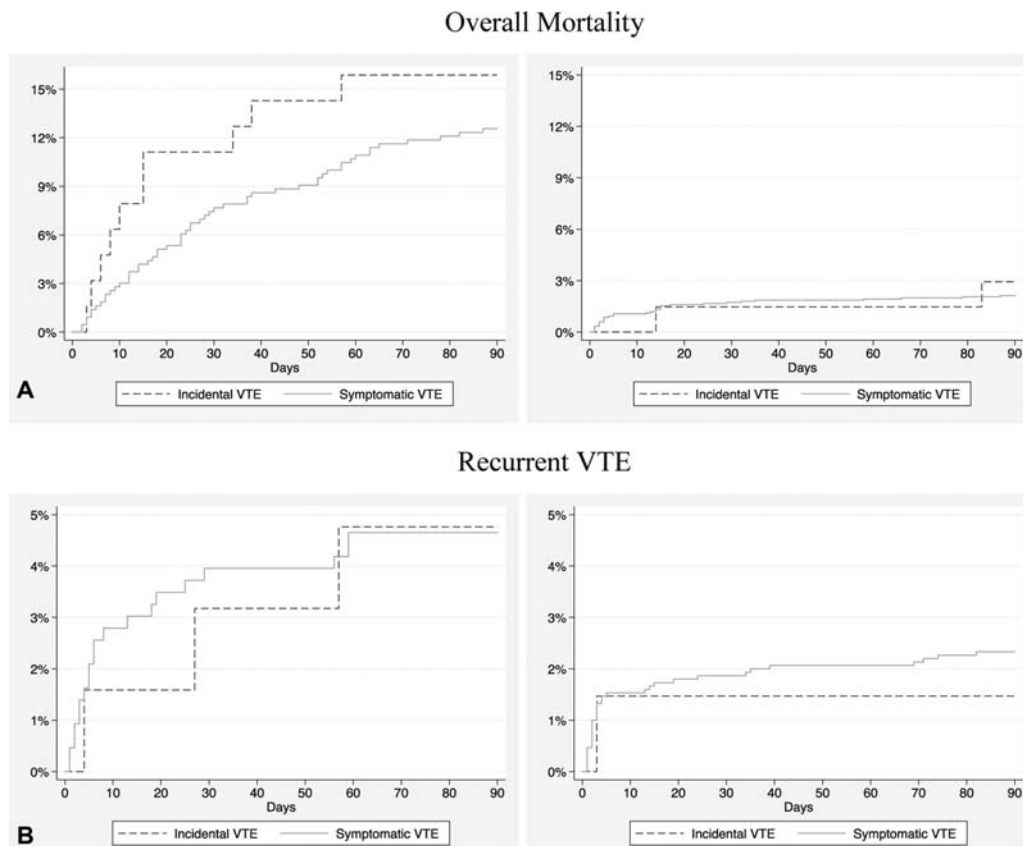 Overall Mortality
15%
12%
9%
6%
3%
0%
0 10 20 30 40 50 60 70 80 90
Days
Incidental VTE Symptomatic VTE
15%
12%
9%
6%
3%
0%
0 10 20 30 40 50 60 70 80 90
Days
Incidental VTE Symptomatic VTE
A
Recurrent VTE
5%
4%
3%
2%
1%
0%
0 10 20 30 40 50 60 70 80 90
Days
Incidental VTE Symptomatic VTE
5%
4%
3%
2%
1%
0%
0 10 20 30 40 50 60 70 80 90
Days
Incidental VTE Symptomatic VTE
B